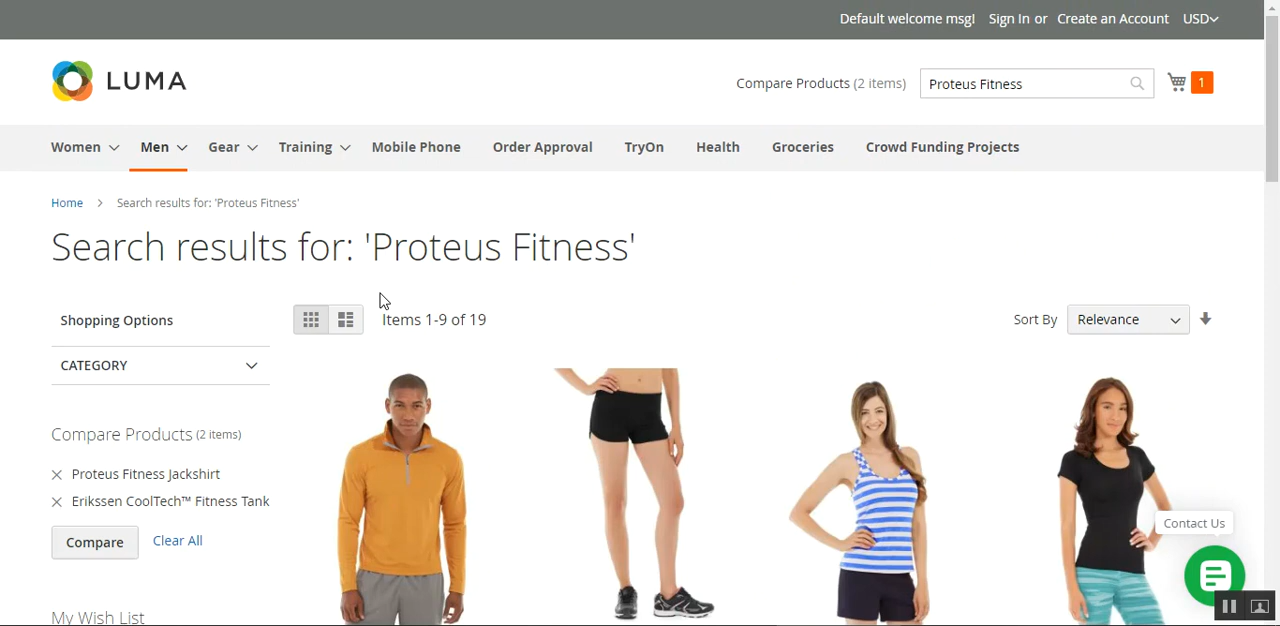 Default welcome msg! Sign In or Create an Account USD
LUMA
Compare Products (2 items) Proteus Fitness 1
Women Men Gear Training Mobile Phone Order Approval TryOn Health Groceries Crowd Funding Projects
Home Search results for: 'Proteus Fitness'
Search results for: 'Proteus Fitness'
Shopping Options
Items 1-9 of 19
Sort By Relevance
CATEGORY
Compare Products (2 items)
Proteus Fitness Jackshirt
Erikssen CoolTech™ Fitness Tank
Compare Clear All
Contact Us
My Wish List